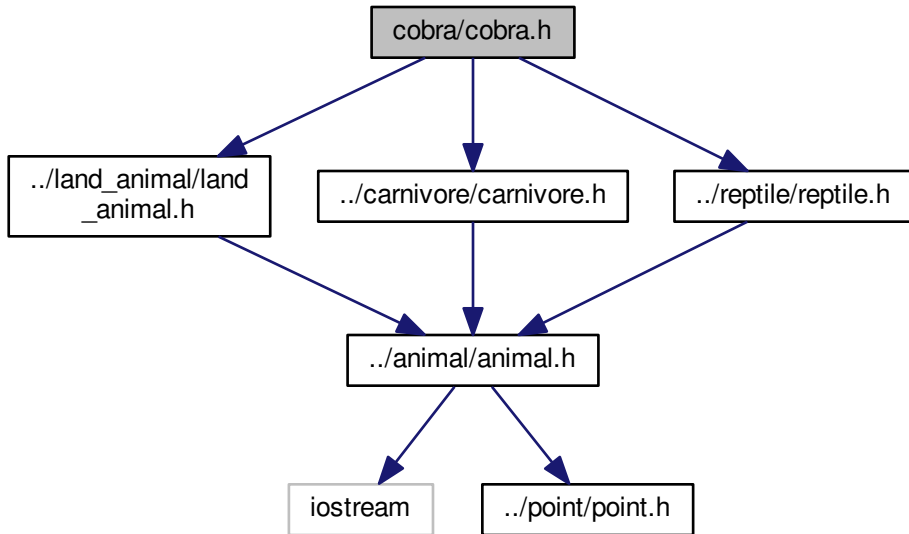 cobra/cobra.h
../land_animal/land
_animal.h
../carnivore/carnivore.h
../reptile/reptile.h
../animal/animal.h
iostream
../point/point.h